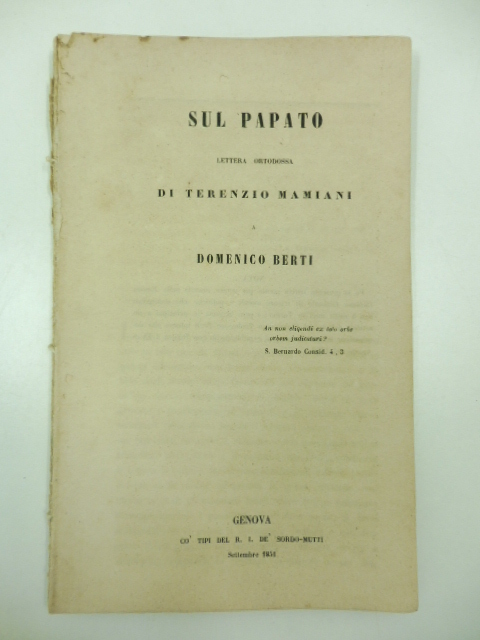 SUL PAPATO
LETTERA ORTODOSSA
DI TERENZIO MAMIANI
A
DOMENICO BERTI
An non eligendi ex toto orbe
orbem judicaturi?
S. Bernardo Consid. 4, 3
GENOVA
CO' TIPI DEL R. I. DE' SORDO-MUTI
Settembre 1851